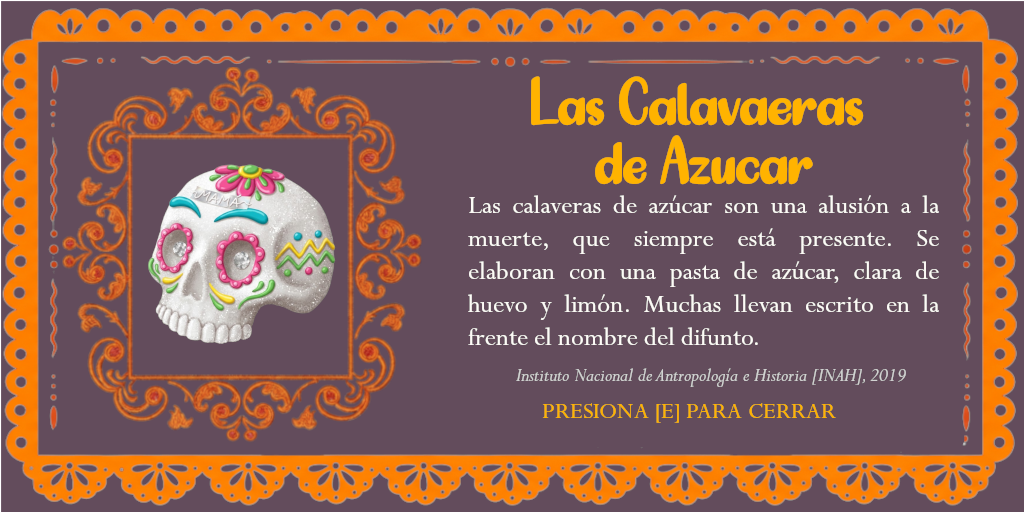 Las Calavaeras
de Azucar
MAMÁ
Las calaveras de azúcar son una alusión a la
muerte, que siempre está presente. Se
elaboran con una pasta de azúcar, clara de
huevo y limón. Muchas llevan escrito en la
frente el nombre del difunto.
Instituto Nacional de Antropología e Historia [INAH], 2019
PRESIONA [E] PARA CERRAR